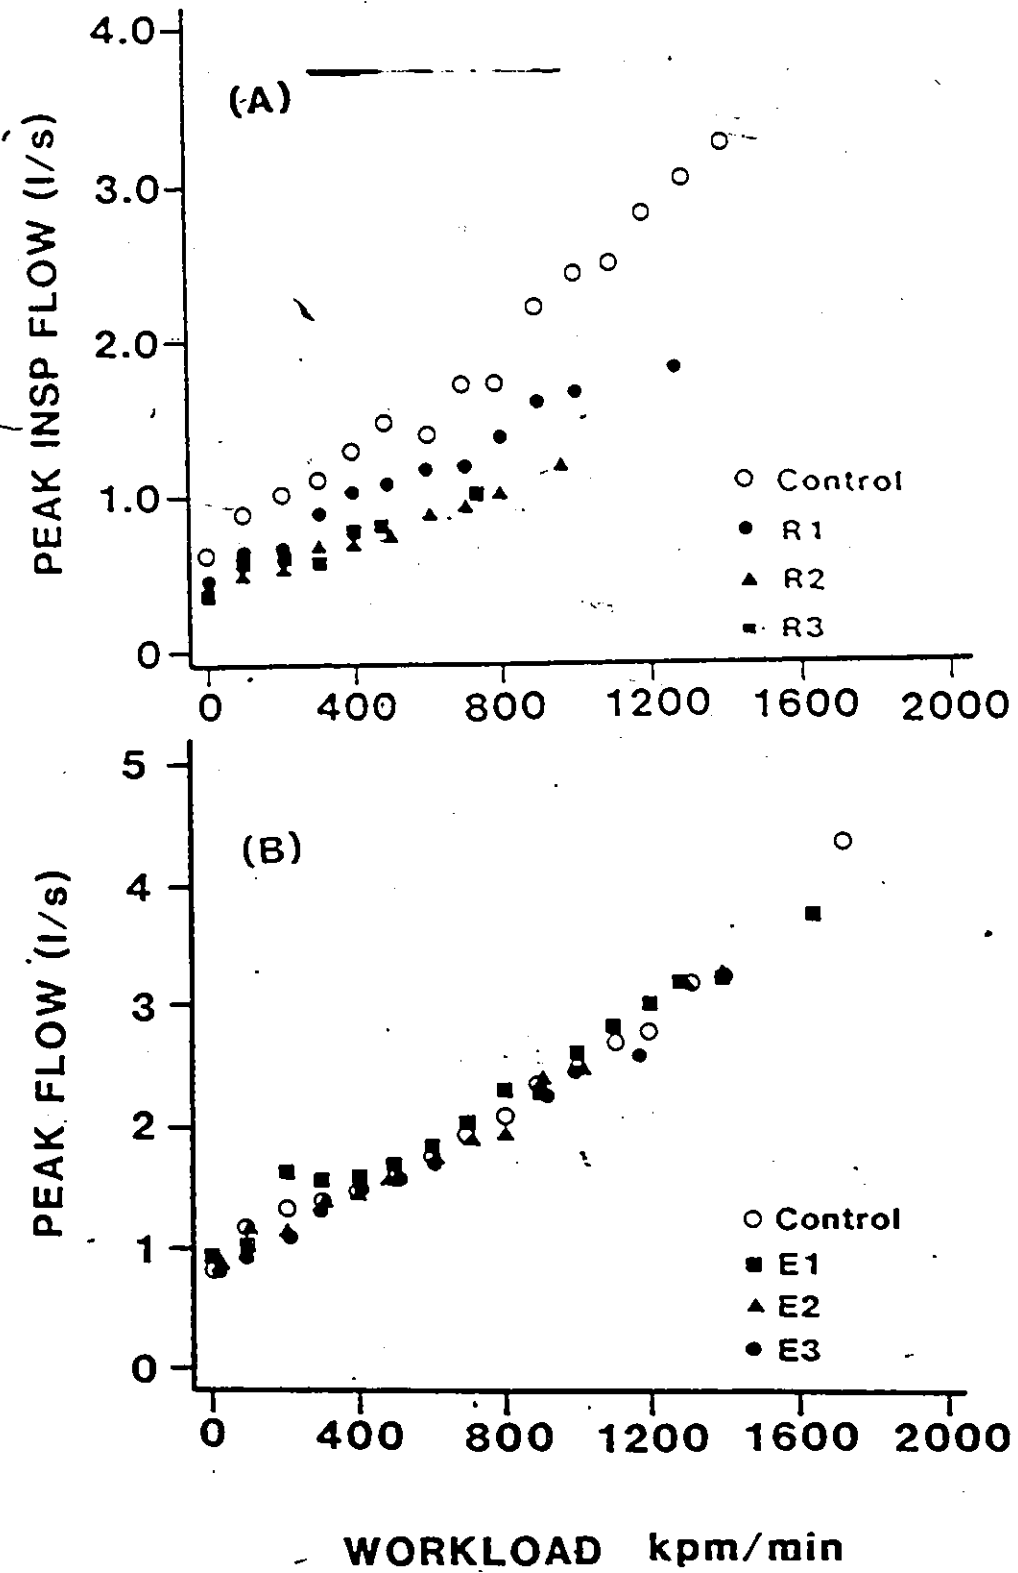 4.0
(A)
3.0
2.0
1.0
0
PEAK INSP FLOW (l/s)
Control
R1
R2
R3
0 400 800 1200 1600 2000
5
(B)
4
3
2
1
0
PEAK FLOW (l/s)
Control
E1
E2
E3
0 400 800 1200 1600 2000
WORKLOAD kpm/min